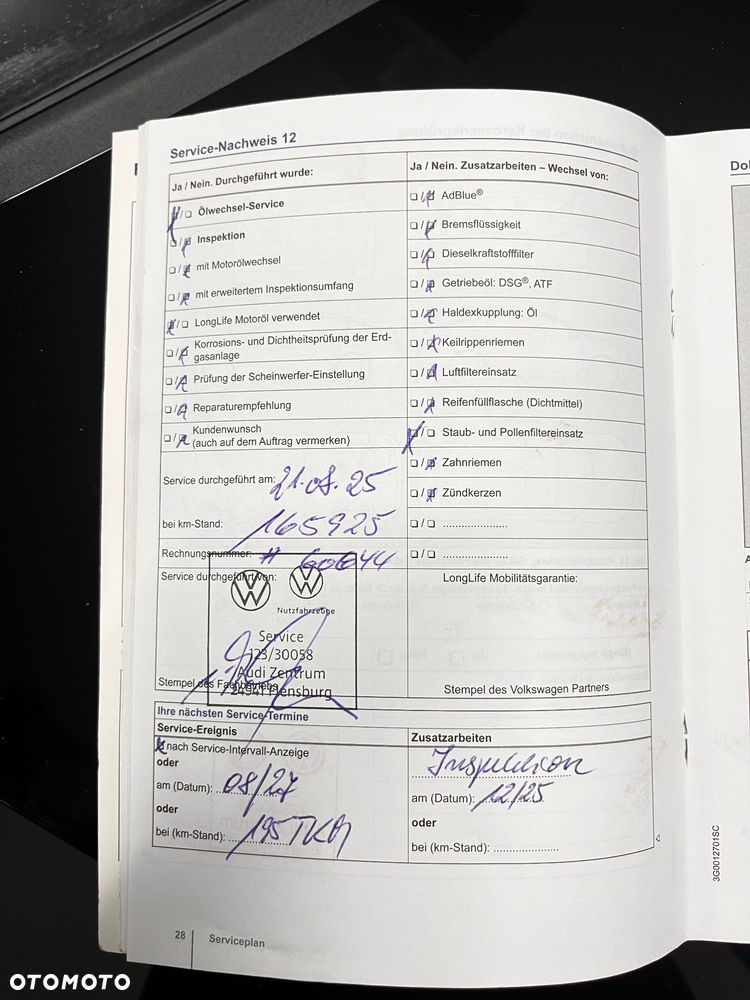 Service-Nachweis 12
Ja / Nein. Durchgeführt wurde:
❏/❏ Ölwechsel-Service
❏/❏ Inspektion
❏/❏ mit Motorölwechsel
❏/❏ mit erweitertem Inspektionsumfang
❏/❏ LongLife Motoröl verwendet
❏/❏ Korrosions- und Dichtheitsprüfung der Erd-
gasanlage
❏/❏ Prüfung der Scheinwerfer-Einstellung
❏/❏ Reparaturempfehlung
❏/❏ Kundenwunsch
(auch auf dem Auftrag vermerken)
Service durchgeführt am: 21.08.25
bei km-Stand: 165925
Rechnungsnummer: # 60644
Service durchgeführt von:
Nutzfahrzeuge
Service
123/30058
Audi Zentrum
24941 Flensburg
Stempel des Fachbetriebs
Ja / Nein. Zusatzarbeiten – Wechsel von:
❏/❏ AdBlue®
❏/❏ Bremsflüssigkeit
❏/❏ Dieselkraftstofffilter
❏/❏ Getriebeöl: DSG®, ATF
❏/❏ Haldexkupplung: Öl
❏/❏ Keilrippenriemen
❏/❏ Luftfiltereinsatz
❏/❏ Reifenfüllflasche (Dichtmittel)
❏/❏ Staub- und Pollenfiltereinsatz
❏/❏ Zahnriemen
❏/❏ Zündkerzen
❏/❏ .....................
❏/❏ .....................
LongLife Mobilitätsgarantie:
Stempel des Volkswagen Partners
Ihre nächsten Service-Termine
Service-Ereignis
❏ nach Service-Intervall-Anzeige
oder
am (Datum): 08/27
oder
bei (km-Stand): 195 TKM
Zusatzarbeiten
Inspektion
am (Datum): 12/25
oder
bei (km-Stand): .....................
28
Serviceplan
Dol
3G0012701SC
OTOMOTO